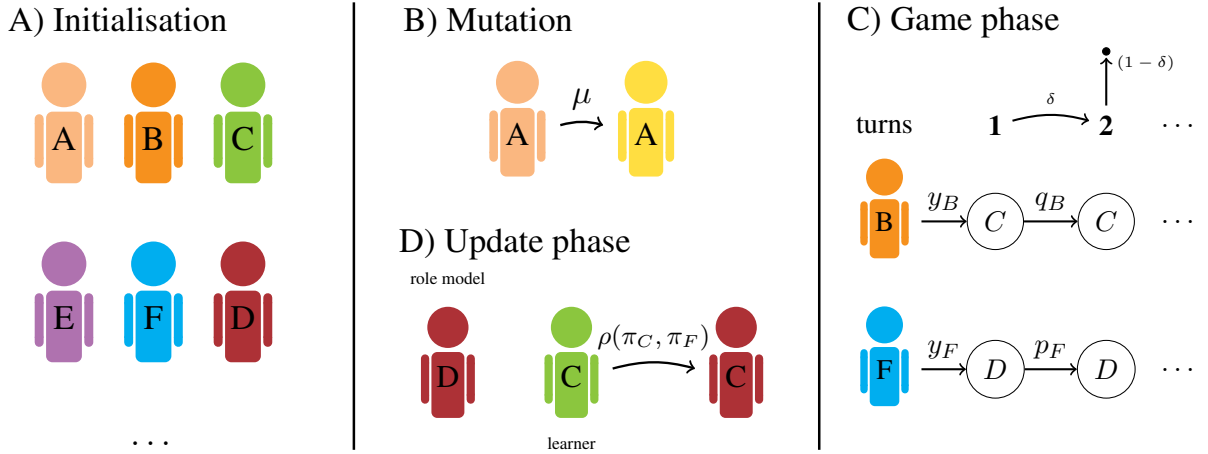 A) Initialisation
A B C
E F D
. . .
B) Mutation
A μ A
D) Update phase
role model
D C ρ(π_C, π_F) C
learner
C) Game phase
(1 − δ)
δ
turns 1 2 . . .
B y_B C q_B C . . .
F y_F D p_F D . . .